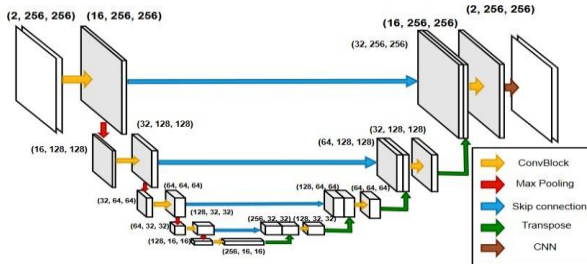 (2, 256, 256)
(16, 256, 256)
(2, 256, 256)
(16, 256, 256)
(32, 256, 256)
(16, 128, 128)
(32, 128, 128)
(64, 128, 128)
(32, 128, 128)
(32, 64, 64)
(64, 64, 64)
(128, 64, 64)
(64, 64, 64)
(64, 32, 32)
(128, 32, 32)
(256, 32, 32)
(128, 32, 32)
(128, 16, 16)
(256, 16, 16)
ConvBlock
Max Pooling
Skip connection
Transpose
CNN